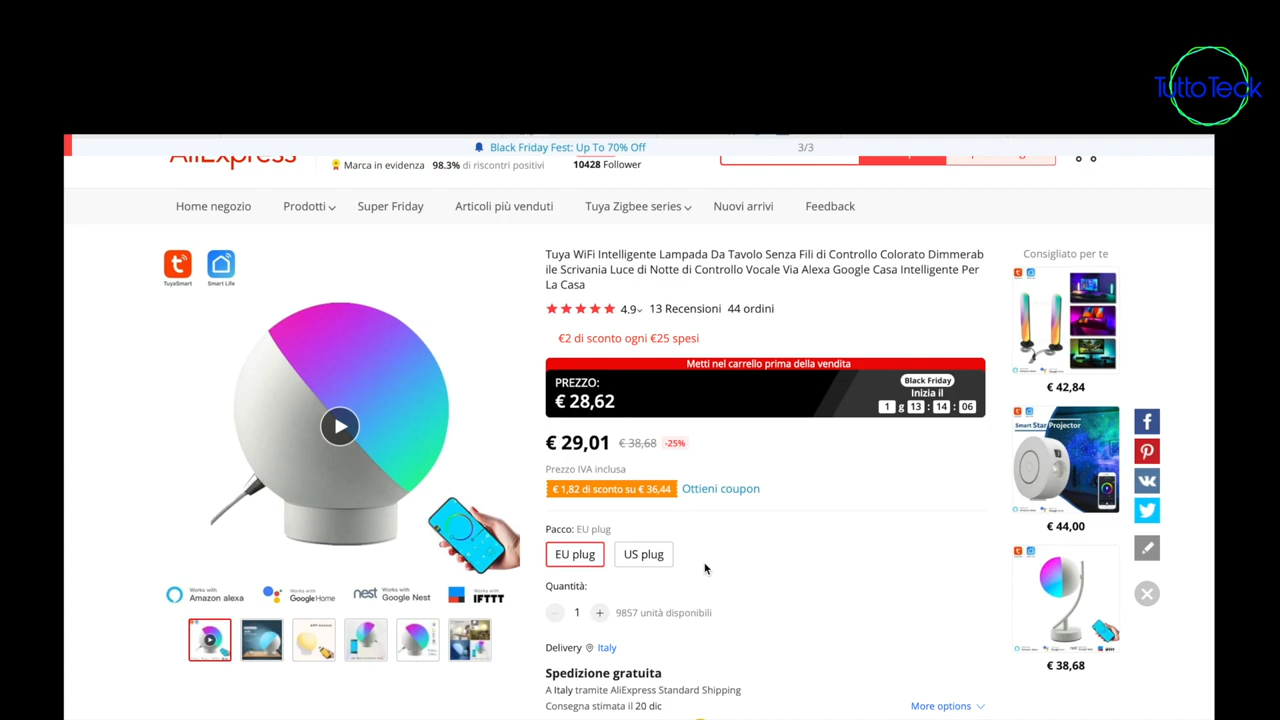 TuttoTeck
Black Friday Fest: Up To 70% Off
3/3
AliExpress
Marca in evidenza 98.3% di riscontri positivi
10428 Follower
Home negozio Prodotti Super Friday Articoli più venduti Tuya Zigbee series Nuovi arrivi Feedback
TuyaSmart Smart Life
Works with Amazon alexa
Works with Google Home
nest Works with Google Nest
WORKS WITH IFTTT
Tuya WiFi Intelligente Lampada Da Tavolo Senza Fili di Controllo Colorato Dimmerab
ile Scrivania Luce di Notte di Controllo Vocale Via Alexa Google Casa Intelligente Per
La Casa
4.9 13 Recensioni 44 ordini
€2 di sconto ogni €25 spesi
Metti nel carrello prima della vendita
PREZZO:
€ 28,62
Black Friday
Inizia il
1 g 13 : 14 : 06
€ 29,01 € 38,68 -25%
Prezzo IVA inclusa
€ 1,82 di sconto su € 36,44 Ottieni coupon
Pacco: EU plug
EU plug US plug
Quantità:
1 9857 unità disponibili
Delivery Italy
Spedizione gratuita
A Italy tramite AliExpress Standard Shipping
Consegna stimata il 20 dic
More options
Consigliato per te
€ 42,84
Smart Star Projector
€ 44,00
€ 38,68